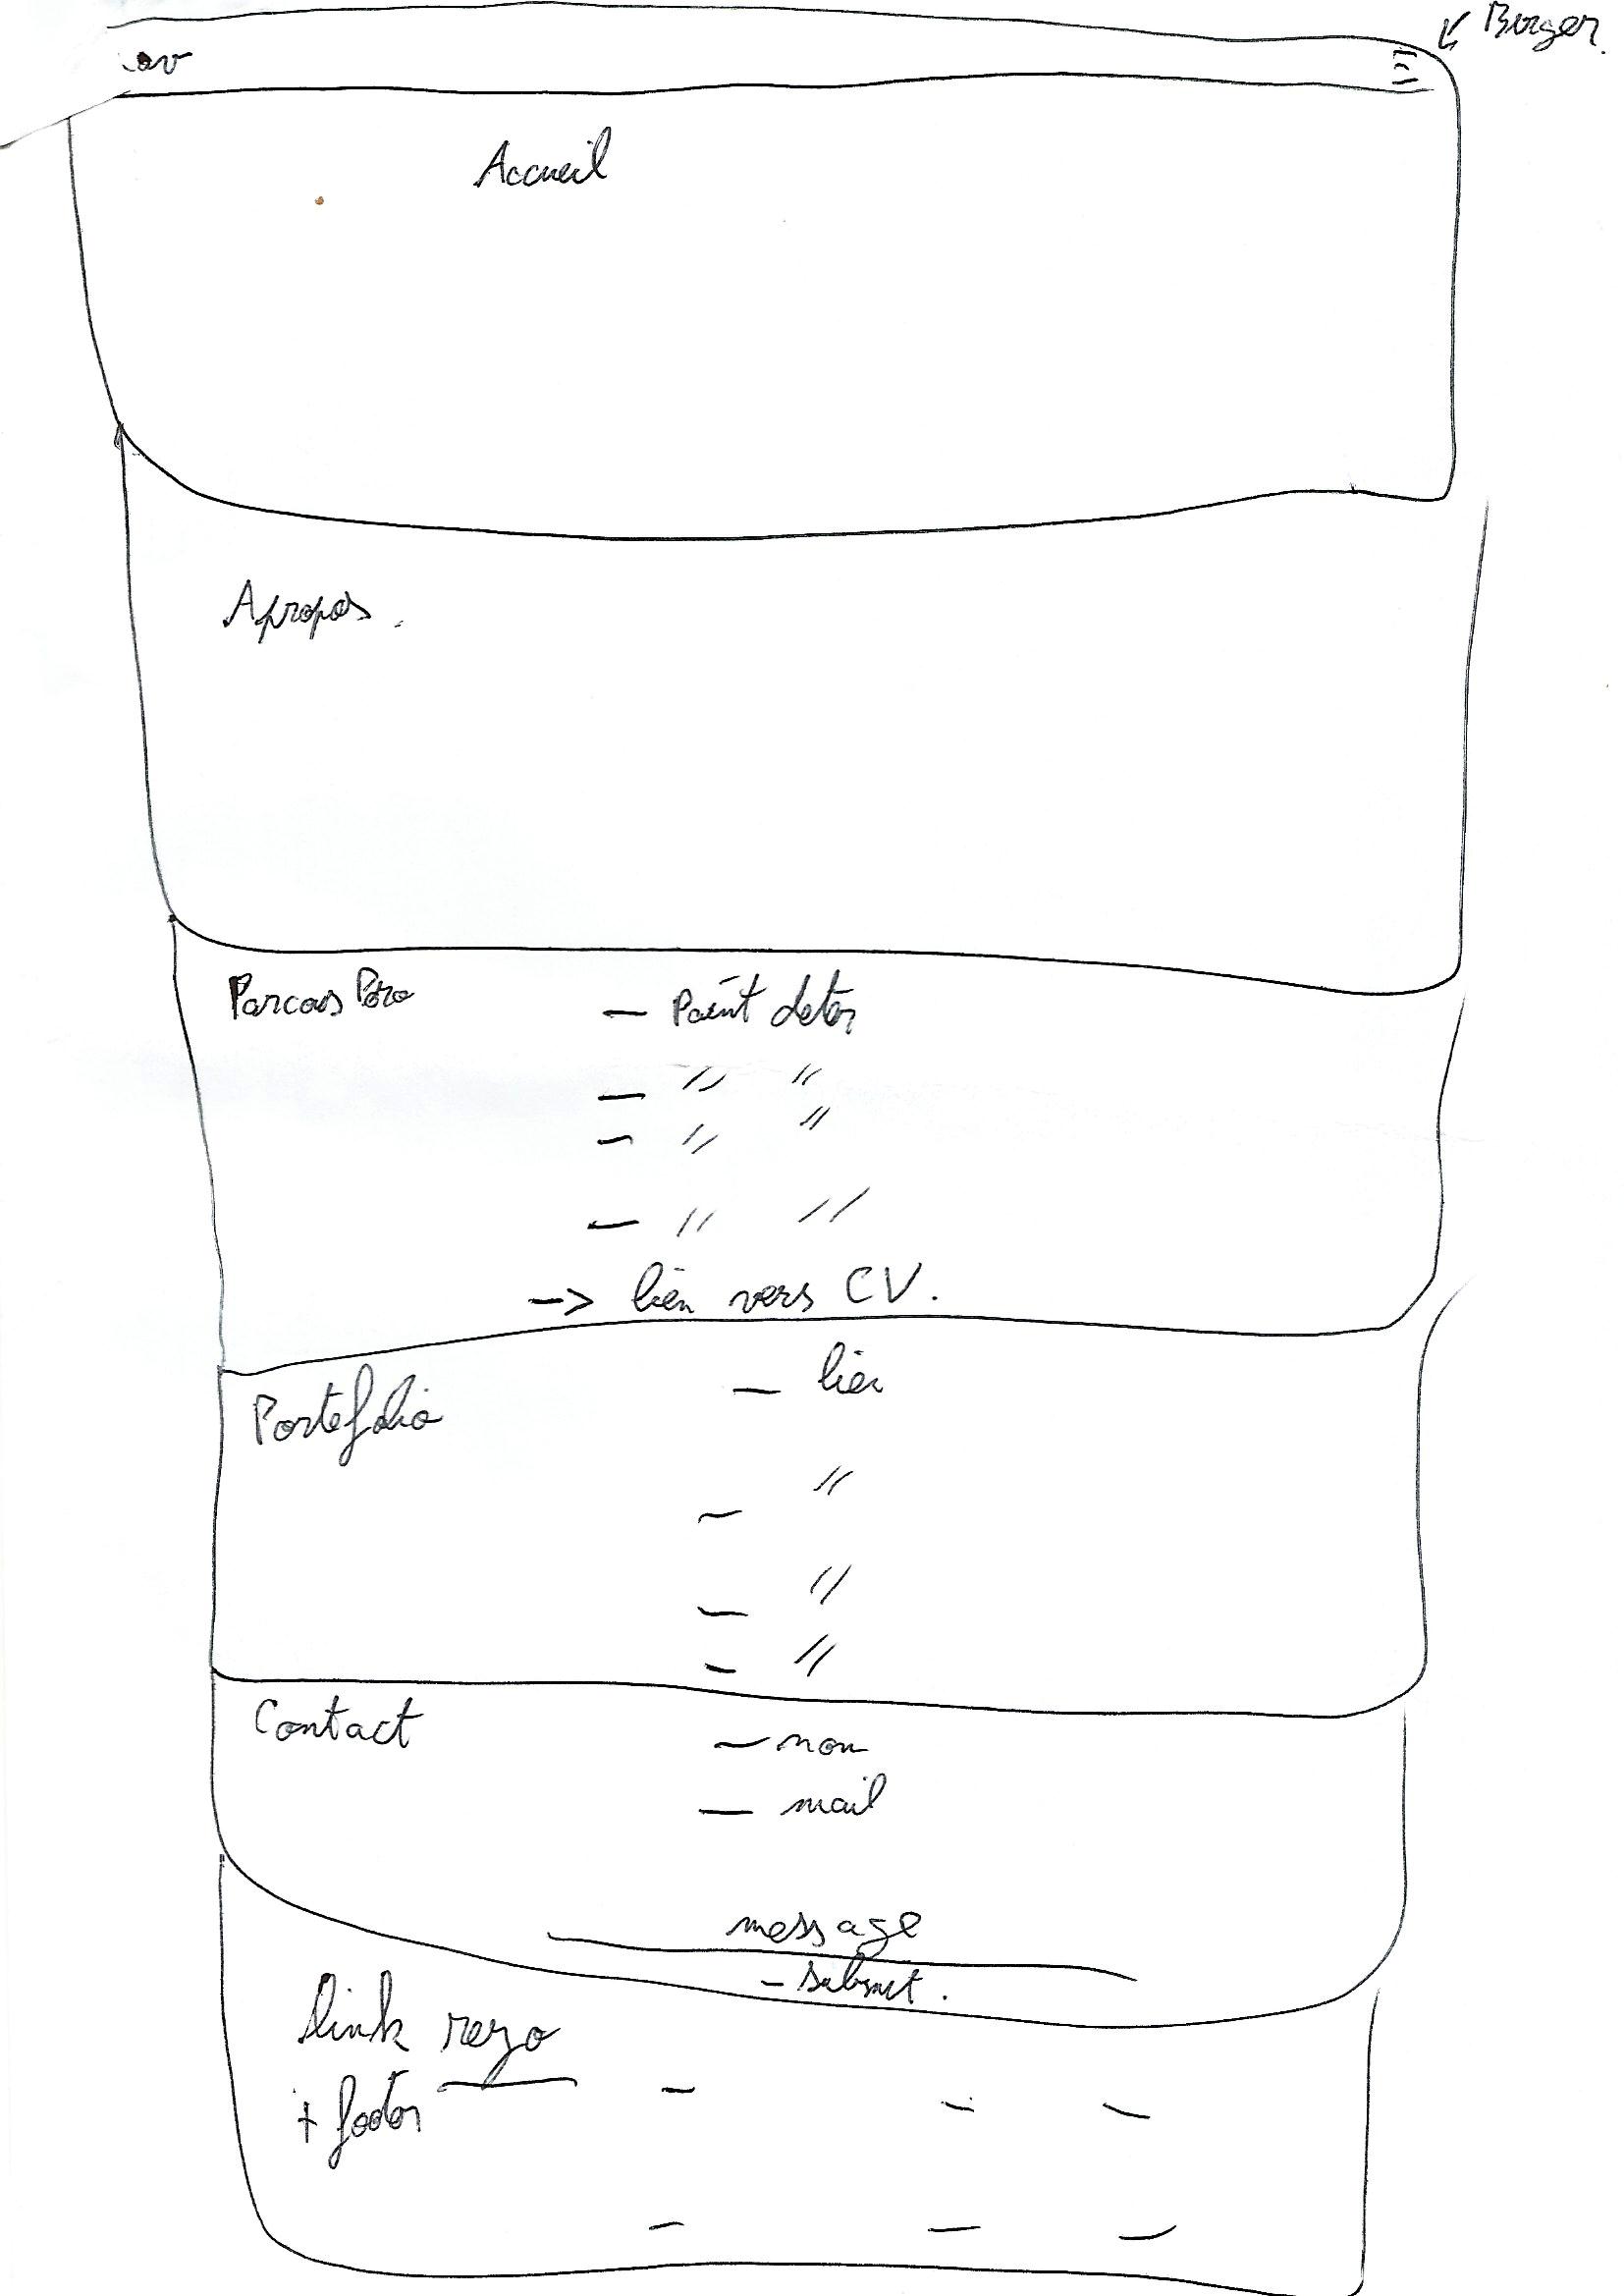 Burger.
Accueil
Apropos.
Parcours Pro
— Point deter
— " "
— " "
— " "
-> lien vers CV.
Portefolio
— lien
— "
— "
— "
Contact
— nom
— mail
message
- submit.
link rezo
+ footer